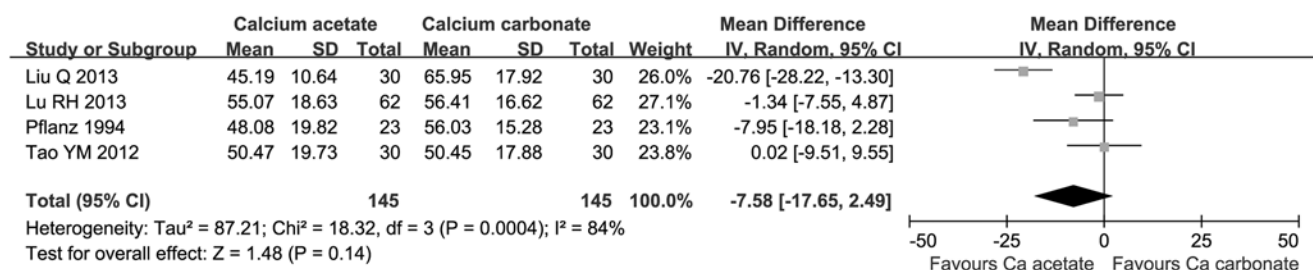 Calcium acetate Calcium carbonate Mean Difference Mean Difference
Study or Subgroup Mean SD Total Mean SD Total Weight IV, Random, 95% CI IV, Random, 95% CI
Liu Q 2013 45.19 10.64 30 65.95 17.92 30 26.0% -20.76 [-28.22, -13.30]
Lu RH 2013 55.07 18.63 62 56.41 16.62 62 27.1% -1.34 [-7.55, 4.87]
Pflanz 1994 48.08 19.82 23 56.03 15.28 23 23.1% -7.95 [-18.18, 2.28]
Tao YM 2012 50.47 19.73 30 50.45 17.88 30 23.8% 0.02 [-9.51, 9.55]
Total (95% CI) 145 145 100.0% -7.58 [-17.65, 2.49]
Heterogeneity: Tau² = 87.21; Chi² = 18.32, df = 3 (P = 0.0004); I² = 84%
Test for overall effect: Z = 1.48 (P = 0.14)
-50 -25 0 25 50
Favours Ca acetate Favours Ca carbonate